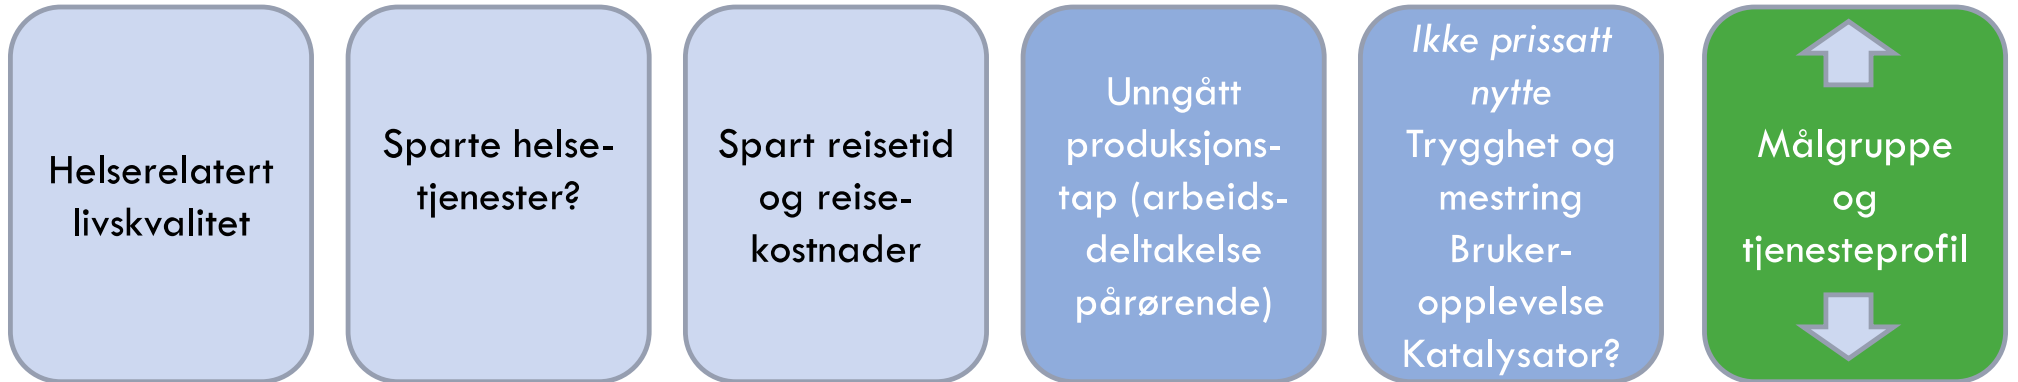 Helserelatert
livskvalitet
Sparte helse-
tjenester?
Spart reisetid
og reise-
kostnader
Unngått
produksjons-
tap (arbeids-
deltakelse
pårørende)
Ikke prissatt
nytte
Trygghet og
mestring
Bruker-
opplevelse
Katalysator?
Målgruppe
og
tjenesteprofil